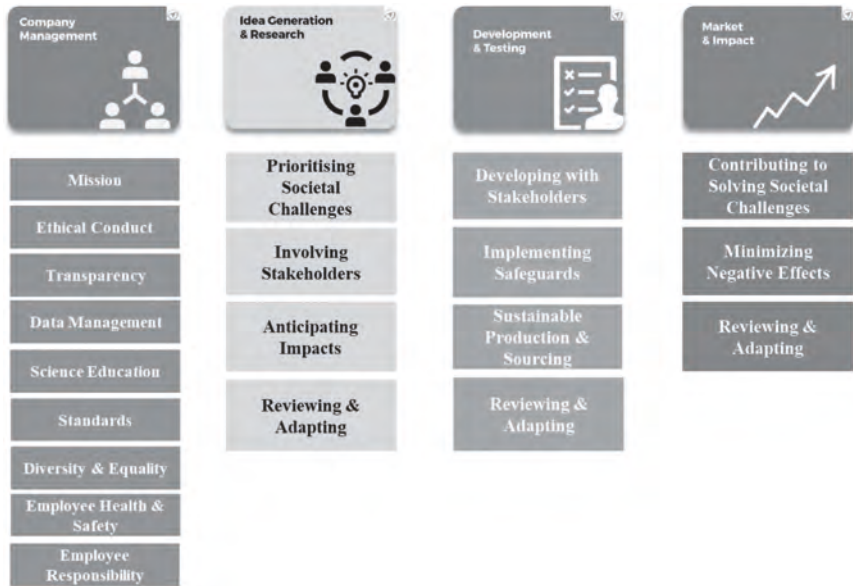 Company
Management
Mission
Ethical Conduct
Transparency
Data Management
Science Education
Standards
Diversity & Equality
Employee Health &
Safety
Employee
Responsibility
Idea Generation
& Research
Prioritising
Societal
Challenges
Involving
Stakeholders
Anticipating
Impacts
Reviewing &
Adapting
Development
& Testing
Developing with
Stakeholders
Implementing
Safeguards
Sustainable
Production &
Sourcing
Reviewing &
Adapting
Market
& Impact
Contributing to
Solving Societal
Challenges
Minimizing
Negative Effects
Reviewing &
Adapting